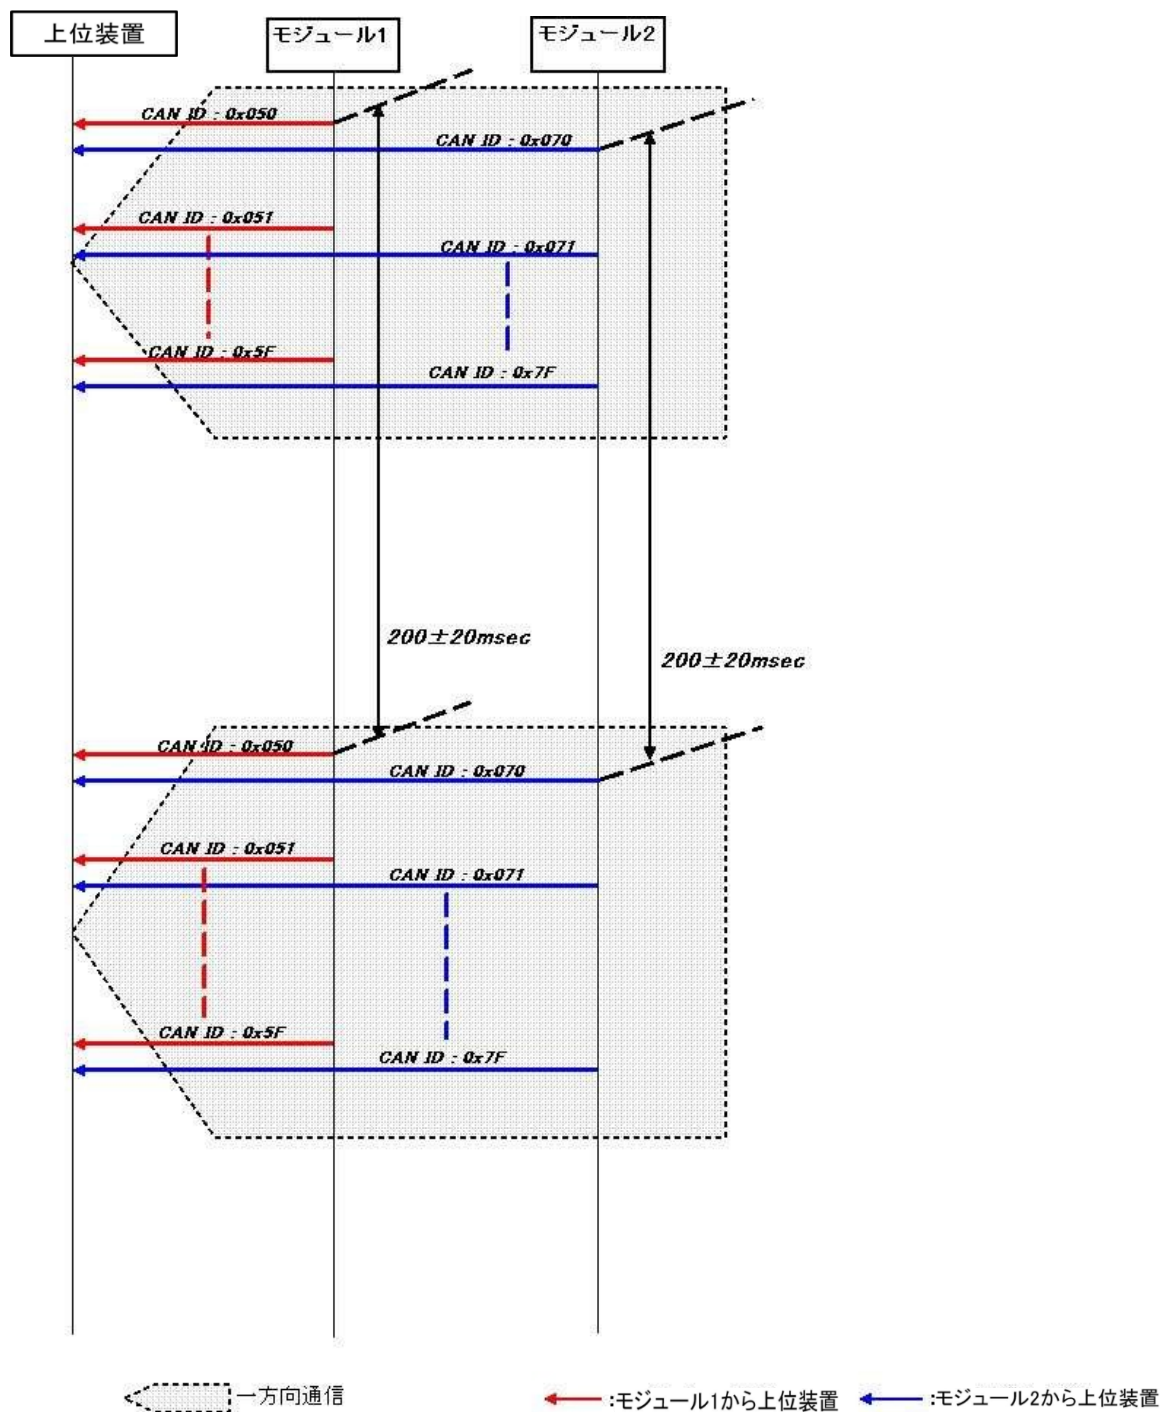 上位装置
モジュール1
モジュール2
CAN ID : 0x050
CAN ID : 0x070
CAN ID : 0x051
CAN ID : 0x071
CAN ID : 0x5F
CAN ID : 0x7F
200±20msec
200±20msec
CAN ID : 0x050
CAN ID : 0x070
CAN ID : 0x051
CAN ID : 0x071
CAN ID : 0x5F
CAN ID : 0x7F
一方向通信
:モジュール1から上位装置
:モジュール2から上位装置